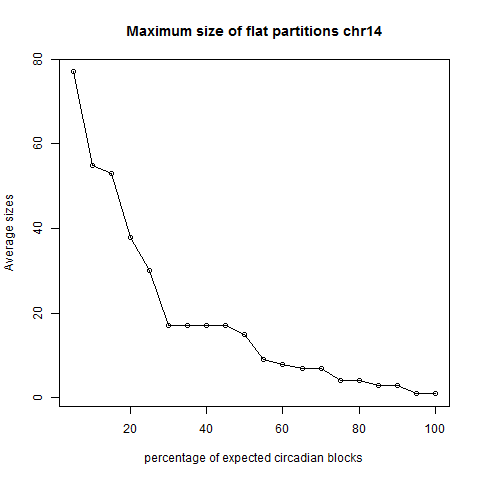 Maximum size of flat partitions chr14
80
60
40
20
0
Average sizes
20 40 60 80 100
percentage of expected circadian blocks